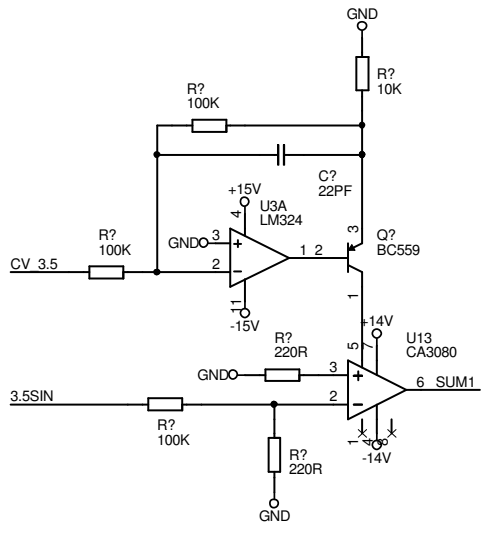 GND
R?
10K
R?
100K
C?
22PF
+15V
4
U3A
LM324
3
Q?
BC559
R?
100K
GND
3
+
1
2
CV_3.5
2
-
11
-15V
1
+14V
R?
220R
5
7
U13
CA3080
GND
3
+
6
SUM1
3.5SIN
2
-
R?
100K
1
4
8
-14V
R?
220R
GND